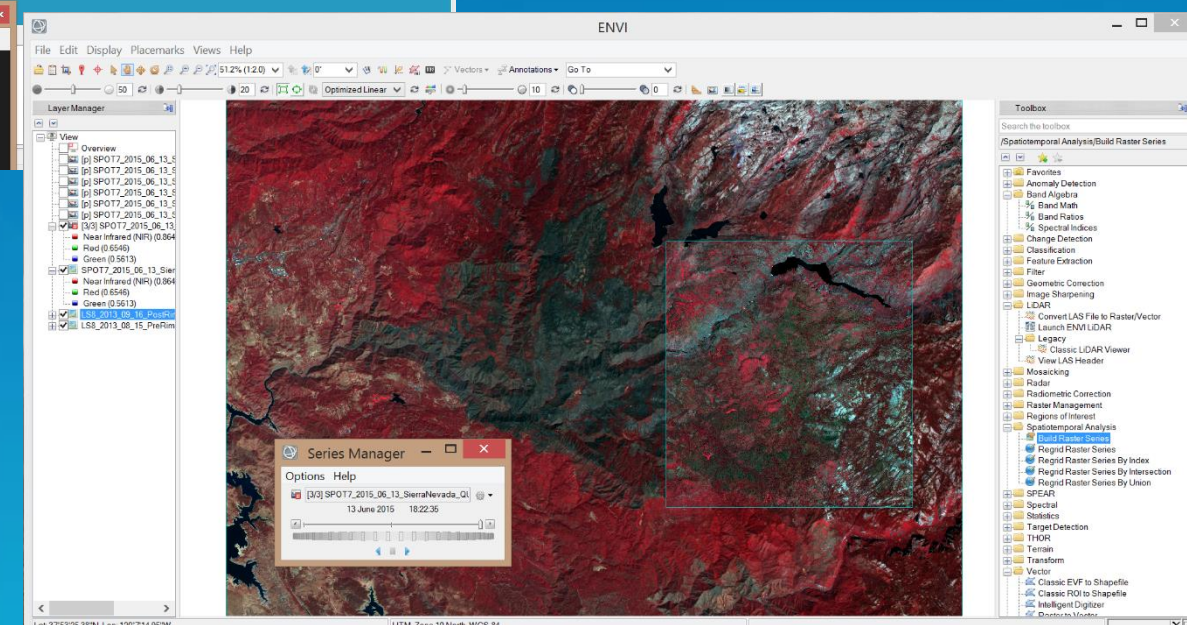 ENVI
File Edit Display Placemarks Views Help
51.2% (1:2.0) 0° Vectors Annotations Go To
50 20 Optimized Linear 10 0
Layer Manager
View
Overview
[p] SPOT7_2015_06_13_S
[p] SPOT7_2015_06_13_S
[p] SPOT7_2015_06_13_S
[p] SPOT7_2015_06_13_S
[p] SPOT7_2015_06_13_S
[3/3] SPOT7_2015_06_13_
Near Infrared (NIR) (0.864
Red (0.6546)
Green (0.5613)
SPOT7_2015_06_13_Sier
Near Infrared (NIR) (0.864
Red (0.6546)
Green (0.5613)
LS8_2013_09_16_PostRim
LS8_2013_08_15_PreRim
Series Manager
Options Help
[3/3] SPOT7_2015_06_13_SierraNevada_QL
13 June 2015 18:22:35
Toolbox
Search the toolbox
/Spatiotemporal Analysis/Build Raster Series
Favorites
Anomaly Detection
Band Algebra
Band Math
Band Ratios
Spectral Indices
Change Detection
Classification
Feature Extraction
Filter
Geometric Correction
Image Sharpening
LiDAR
Convert LAS File to Raster/Vector
Launch ENVI LiDAR
Legacy
Classic LiDAR Viewer
View LAS Header
Mosaicking
Radar
Radiometric Correction
Raster Management
Regions of Interest
Spatiotemporal Analysis
Build Raster Series
Regrid Raster Series
Regrid Raster Series By Index
Regrid Raster Series By Intersection
Regrid Raster Series By Union
SPEAR
Spectral
Statistics
Target Detection
THOR
Terrain
Transform
Vector
Classic EVF to Shapefile
Classic ROI to Shapefile
Intelligent Digitizer
Raster to Vector